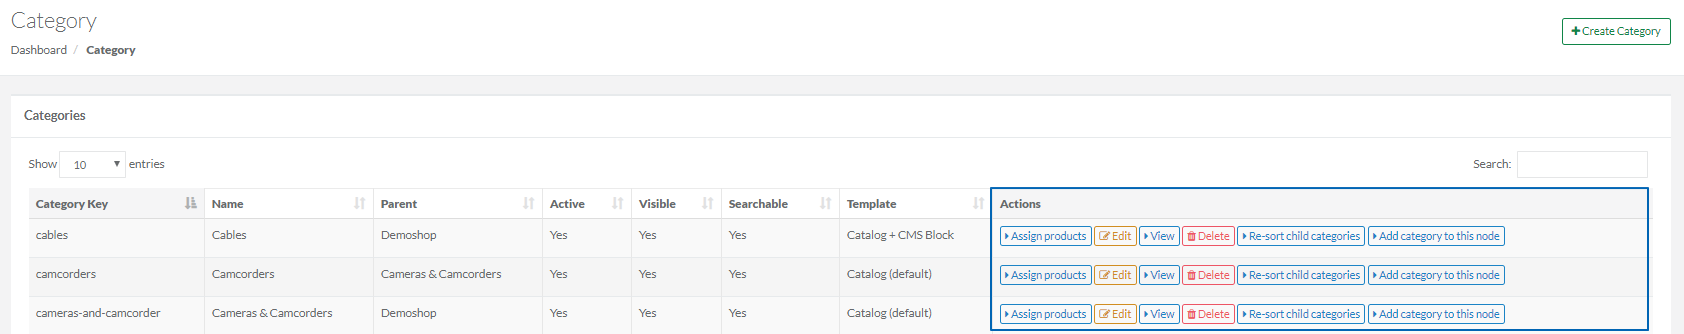 Category
Dashboard / Category
Create Category
Categories
Show 10 entries
Search:
Category Key Name Parent Active Visible Searchable Template Actions
cables Cables Demoshop Yes Yes Yes Catalog + CMS Block Assign products Edit View Delete Re-sort child categories Add category to this node
camcorders Camcorders Cameras & Camcorders Yes Yes Yes Catalog (default) Assign products Edit View Delete Re-sort child categories Add category to this node
cameras-and-camcorder Cameras & Camcorders Demoshop Yes Yes Yes Catalog (default) Assign products Edit View Delete Re-sort child categories Add category to this node